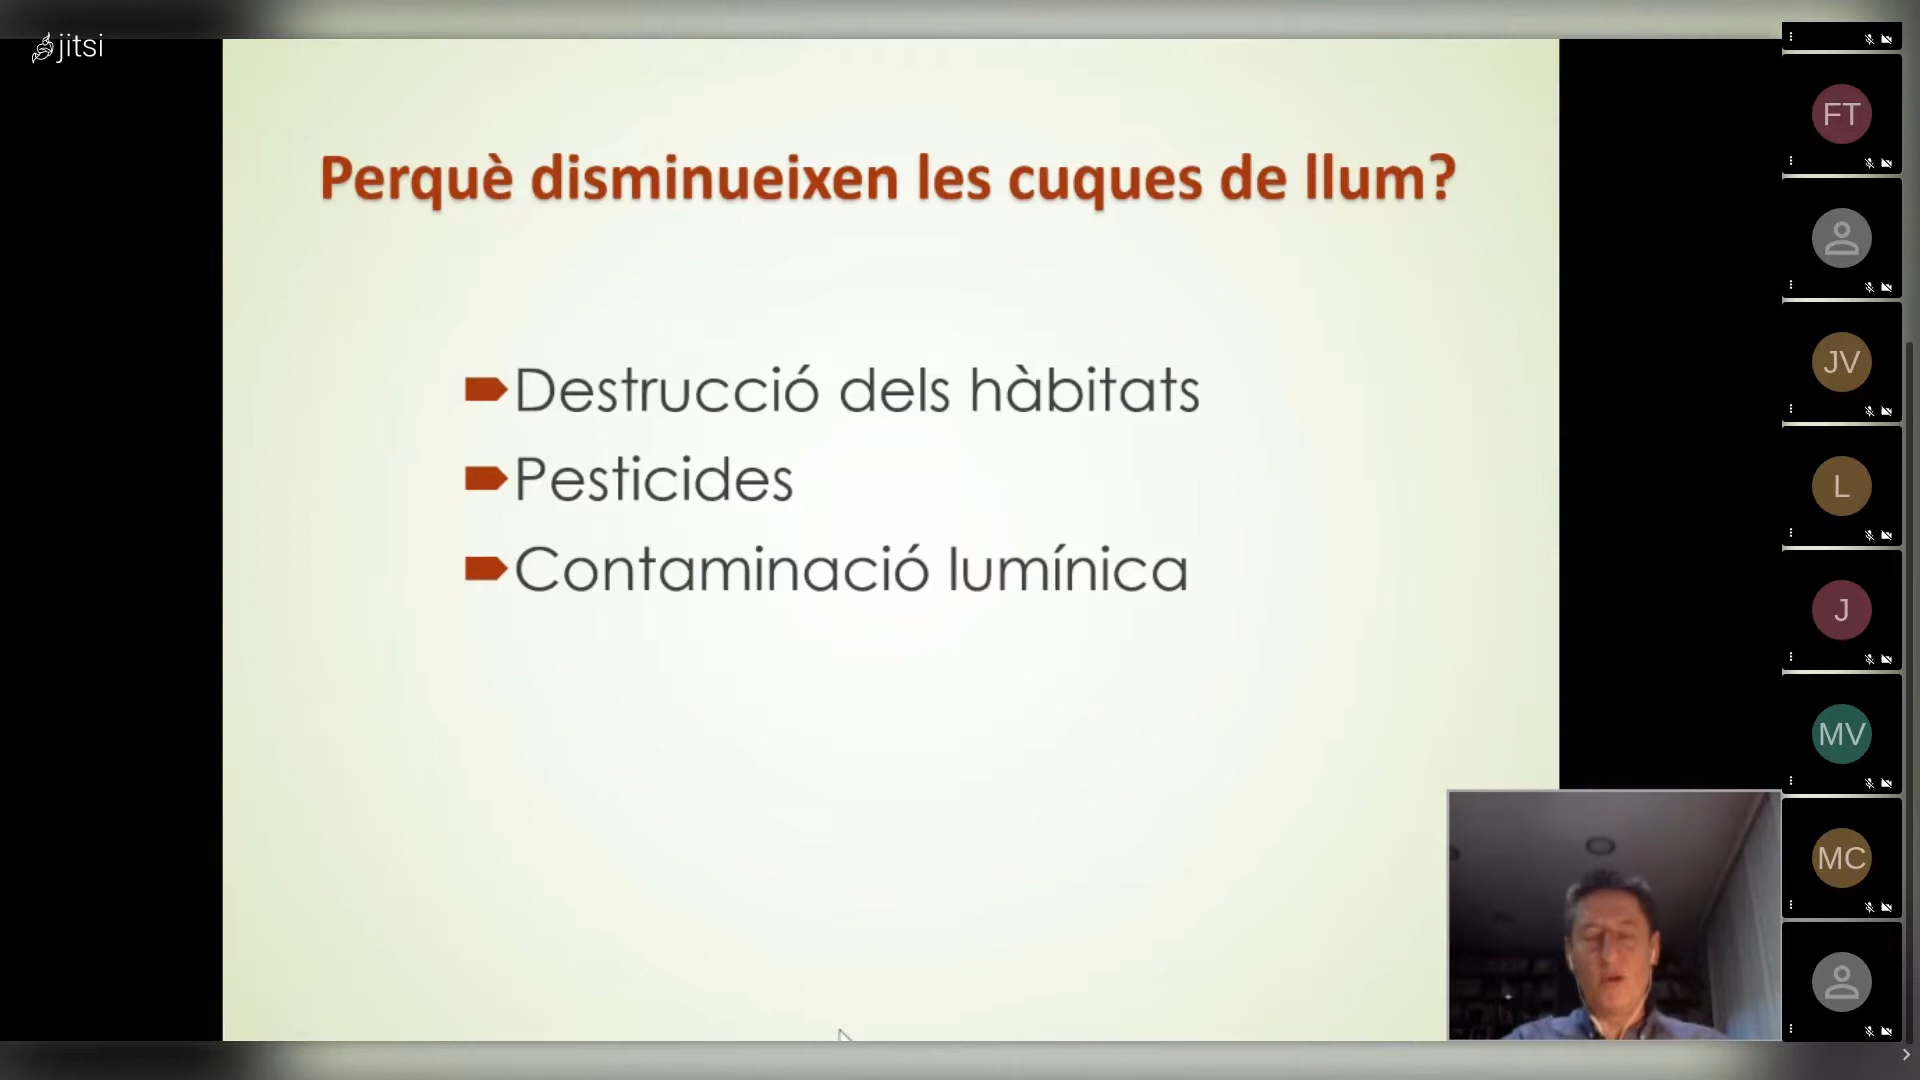 jitsi
Perquè disminueixen les cuques de llum?
Destrucció dels hàbitats
Pesticides
Contaminació lumínica
FT
JV
L
J
MV
MC